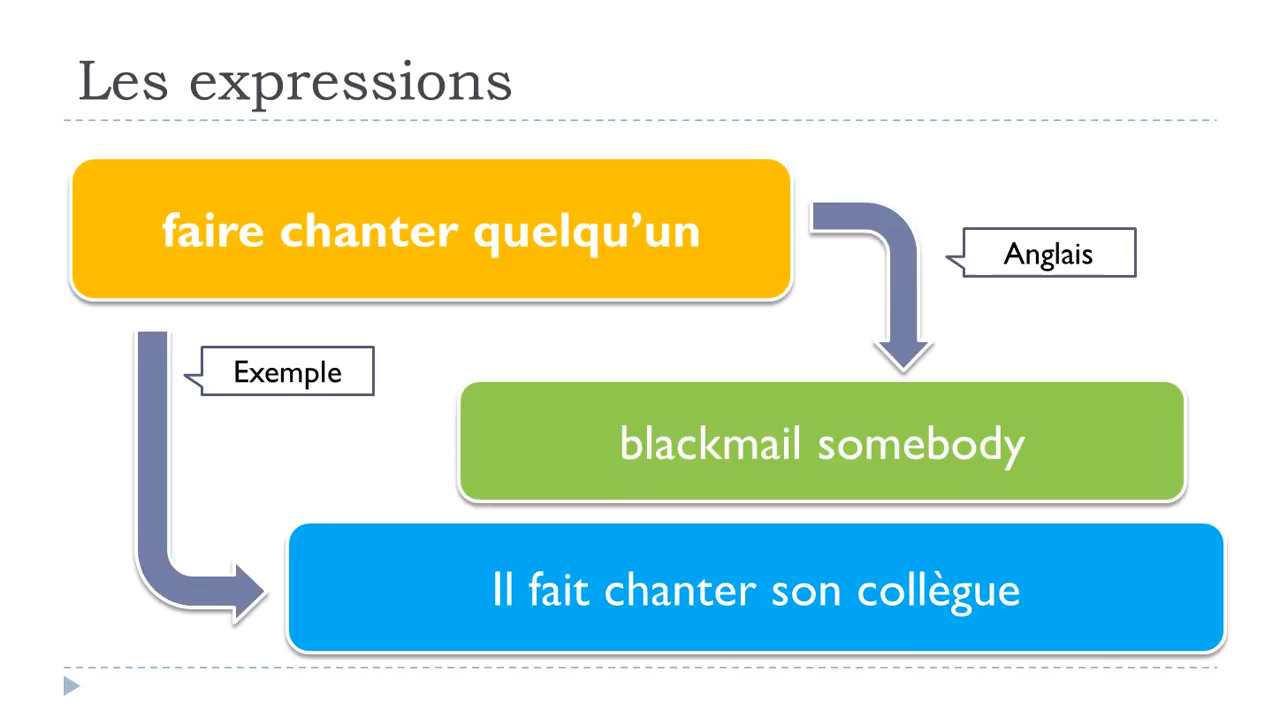 Les expressions
faire chanter quelqu’un
Anglais
Exemple
blackmail somebody
Il fait chanter son collègue